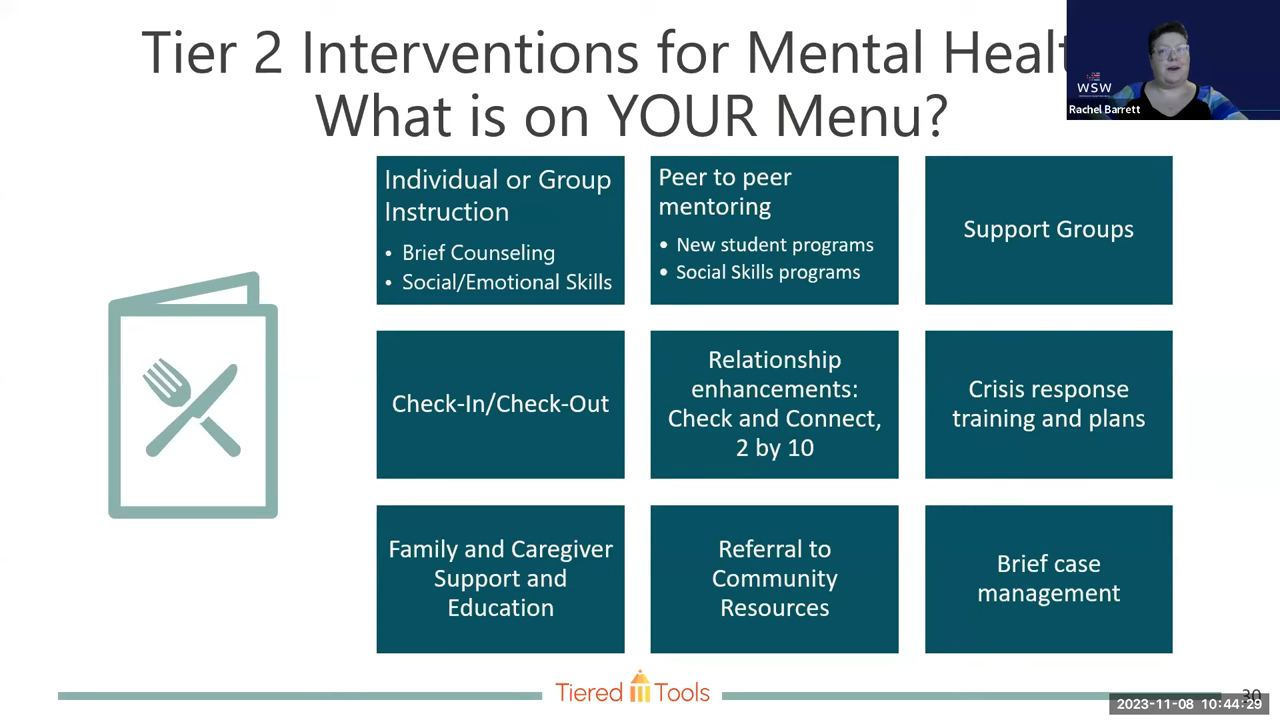 Tier 2 Interventions for Mental Healt
What is on YOUR Menu?
WSW
Rachel Barrett
Individual or Group
Instruction
• Brief Counseling
• Social/Emotional Skills
Peer to peer
mentoring
• New student programs
• Social Skills programs
Support Groups
Check-In/Check-Out
Relationship
enhancements:
Check and Connect,
2 by 10
Crisis response
training and plans
Family and Caregiver
Support and
Education
Referral to
Community
Resources
Brief case
management
Tiered Tools
30
2023-11-08 10:44:29